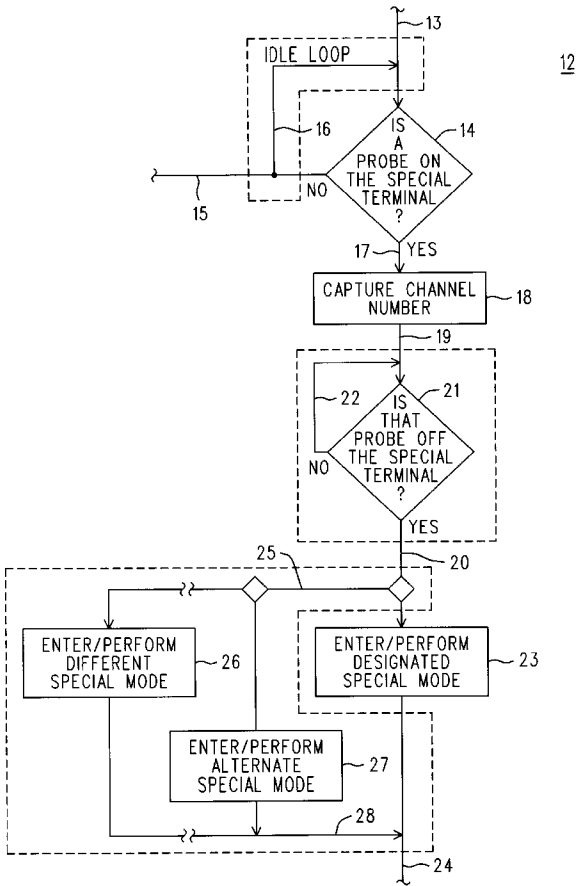 13
IDLE LOOP
12
16
IS
A
PROBE ON
THE SPECIAL
TERMINAL
?
14
15
NO
17
YES
CAPTURE CHANNEL
NUMBER
18
19
22
IS
THAT
PROBE OFF
THE SPECIAL
TERMINAL
?
21
NO
YES
25
20
ENTER/PERFORM
DIFFERENT
SPECIAL MODE
26
ENTER/PERFORM
DESIGNATED
SPECIAL MODE
23
ENTER/PERFORM
ALTERNATE
SPECIAL MODE
27
28
24